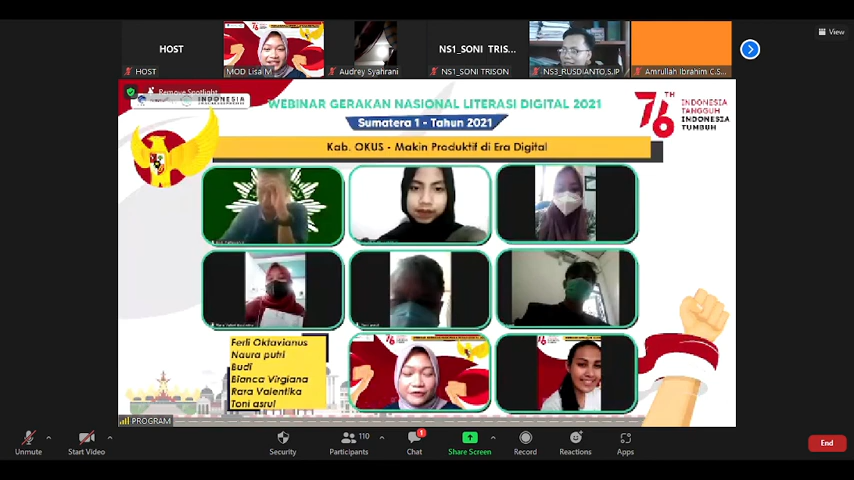 View
HOST
NS1_SONI TRIS...
HOST
MOD Lisa M
Audrey Syahrani
NS1_SONI TRISON
NS3_RUSDIANTO,S.IP
Amrullah Ibrahim C.S...
Remove Spotlight
INDONESIA
WEBINAR GERAKAN NASIONAL LITERASI DIGITAL 2021
Sumatera 1 - Tahun 2021
76TH
INDONESIA
TANGGUH
INDONESIA
TUMBUH
Kab. OKUS - Makin Produktif di Era Digital
Ferli Oktavianus
Naura putri
Budi
Bianca Virgiana
Rara Valentika
Toni asrul
PROGRAM
Unmute
Start Video
Security
Participants
110
Chat
1
Share Screen
Record
Reactions
Apps
End